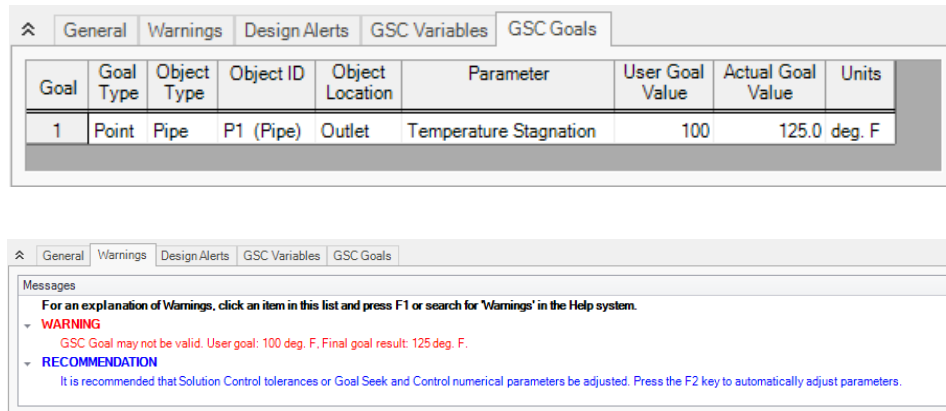 General Warnings Design Alerts GSC Variables GSC Goals
Goal Goal Type Object Type Object ID Object Location Parameter User Goal Value Actual Goal Value Units
1 Point Pipe P1 (Pipe) Outlet Temperature Stagnation 100 125.0 deg. F
General Warnings Design Alerts GSC Variables GSC Goals
Messages
For an explanation of Warnings, click an item in this list and press F1 or search for 'Warnings' in the Help system.
WARNING
GSC Goal may not be valid. User goal: 100 deg. F, Final goal result: 125 deg. F.
RECOMMENDATION
It is recommended that Solution Control tolerances or Goal Seek and Control numerical parameters be adjusted. Press the F2 key to automatically adjust parameters.